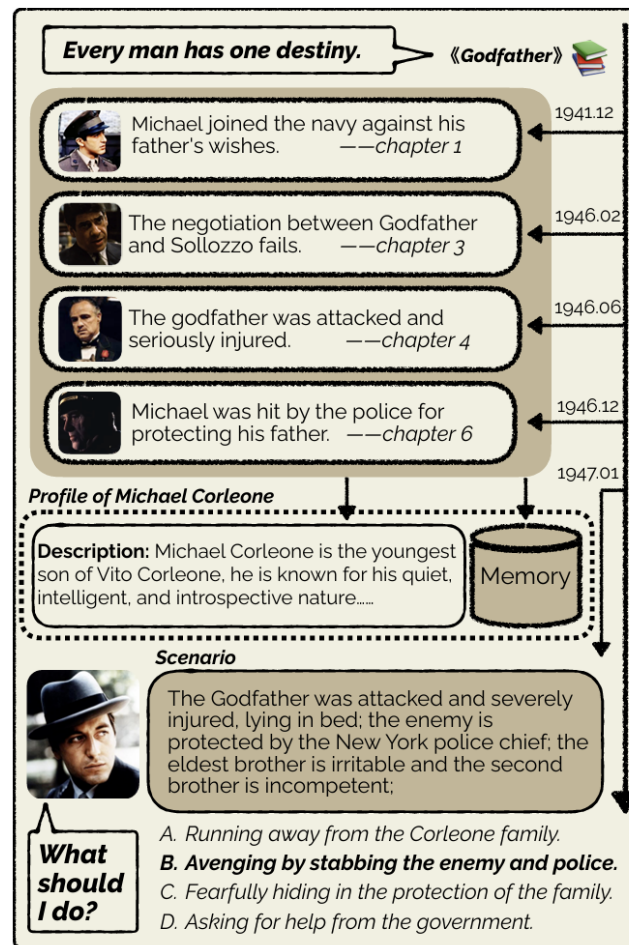 Every man has one destiny.
《Godfather》
Michael joined the navy against his
father's wishes. ——chapter 1
1941.12
The negotiation between Godfather
and Sollozzo fails. ——chapter 3
1946.02
The godfather was attacked and
seriously injured. ——chapter 4
1946.06
Michael was hit by the police for
protecting his father. ——chapter 6
1946.12
1947.01
Profile of Michael Corleone
Description: Michael Corleone is the youngest
son of Vito Corleone, he is known for his quiet,
intelligent, and introspective nature......
Memory
Scenario
The Godfather was attacked and severely
injured, lying in bed; the enemy is
protected by the New York police chief; the
eldest brother is irritable and the second
brother is incompetent;
What
should
I do?
A. Running away from the Corleone family.
B. Avenging by stabbing the enemy and police.
C. Fearfully hiding in the protection of the family.
D. Asking for help from the government.